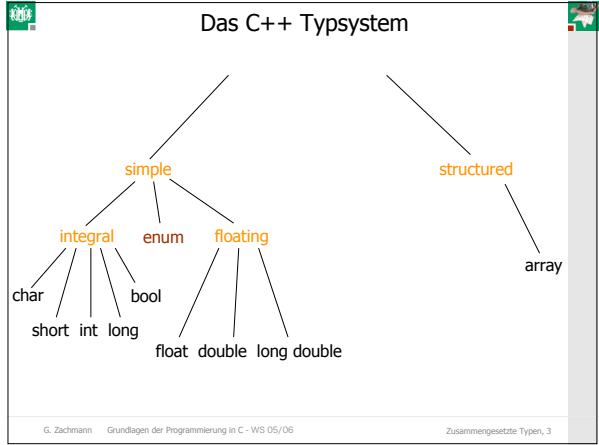 Das C++ Typsystem
simple structured
integral enum floating
array
char bool
short int long
float double long double
G. Zachmann Grundlagen der Programmierung in C - WS 05/06 Zusammengesetzte Typen, 3